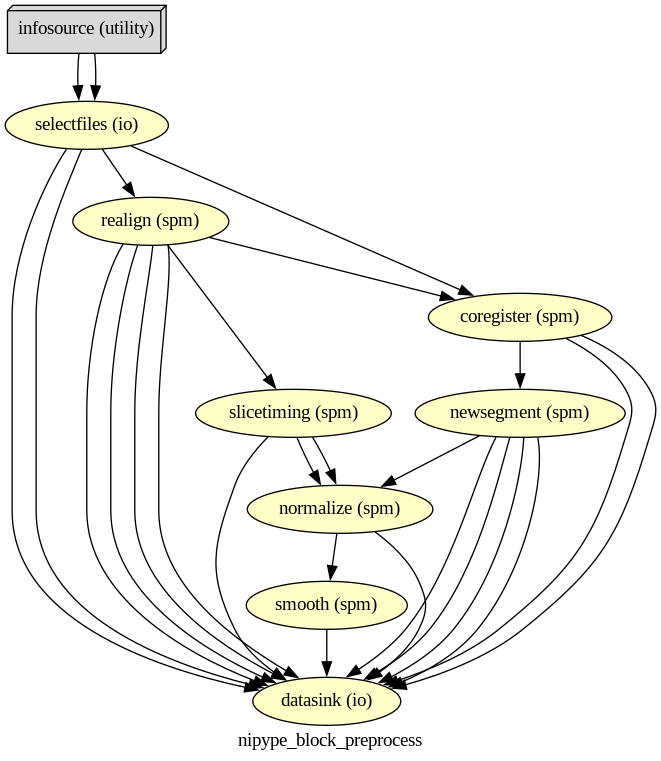 infosource (utility)
selectfiles (io)
realign (spm)
coregister (spm)
slicetiming (spm)
newsegment (spm)
normalize (spm)
smooth (spm)
datasink (io)
nipype_block_preprocess